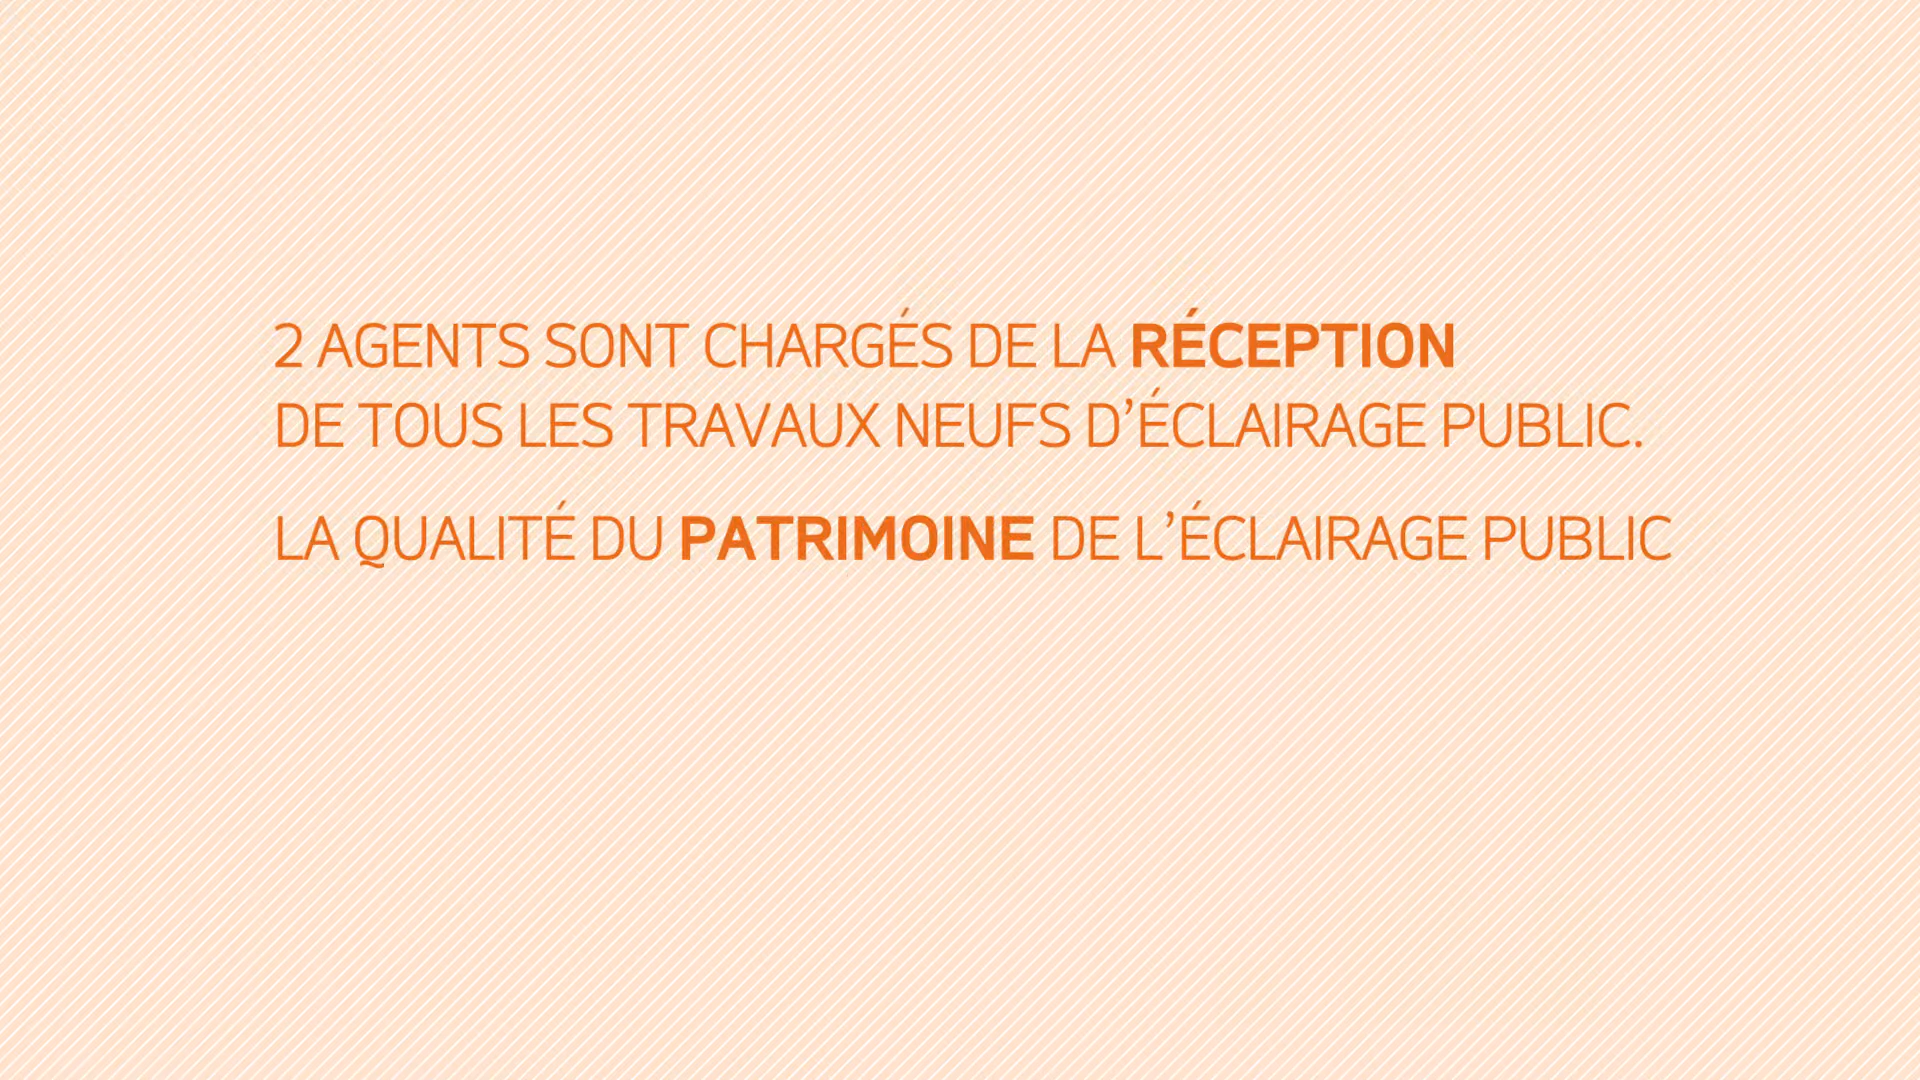 2 AGENTS SONT CHARGÉS DE LA RÉCEPTION
DE TOUS LES TRAVAUX NEUFS D’ÉCLAIRAGE PUBLIC.
LA QUALITÉ DU PATRIMOINE DE L’ÉCLAIRAGE PUBLIC